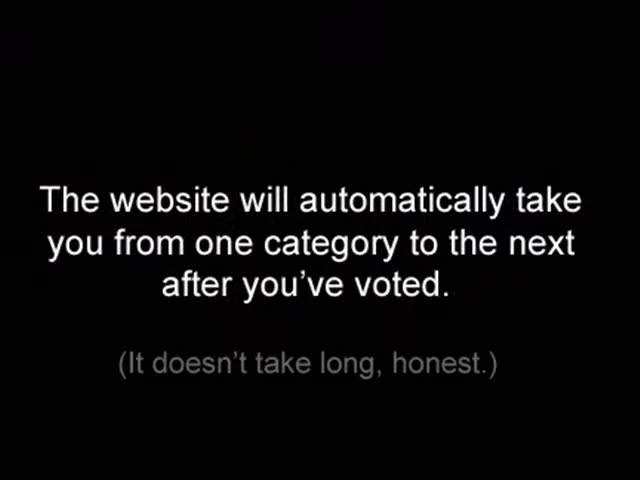 The website will automatically take
you from one category to the next
after you’ve voted.
(It doesn’t take long, honest.)